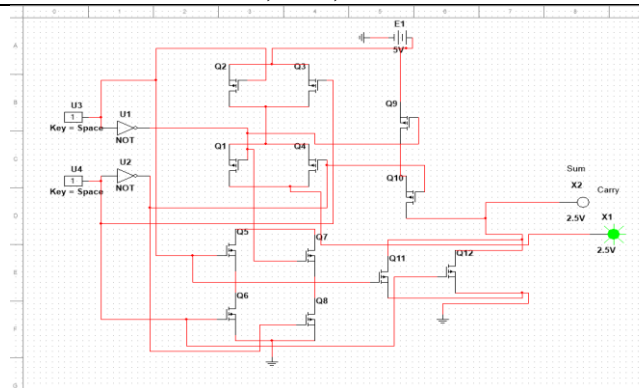 0 1 2 3 4 5 6 7 8
A
B
C
D
E
F
G
E1
5V
Q2
Q3
U3
1
Key = Space
U1
NOT
Q9
Q1
Q4
U4
1
Key = Space
U2
NOT
Q10
Sum
X2
2.5V
Carry
X1
2.5V
Q5
Q7
Q11
Q12
Q6
Q8